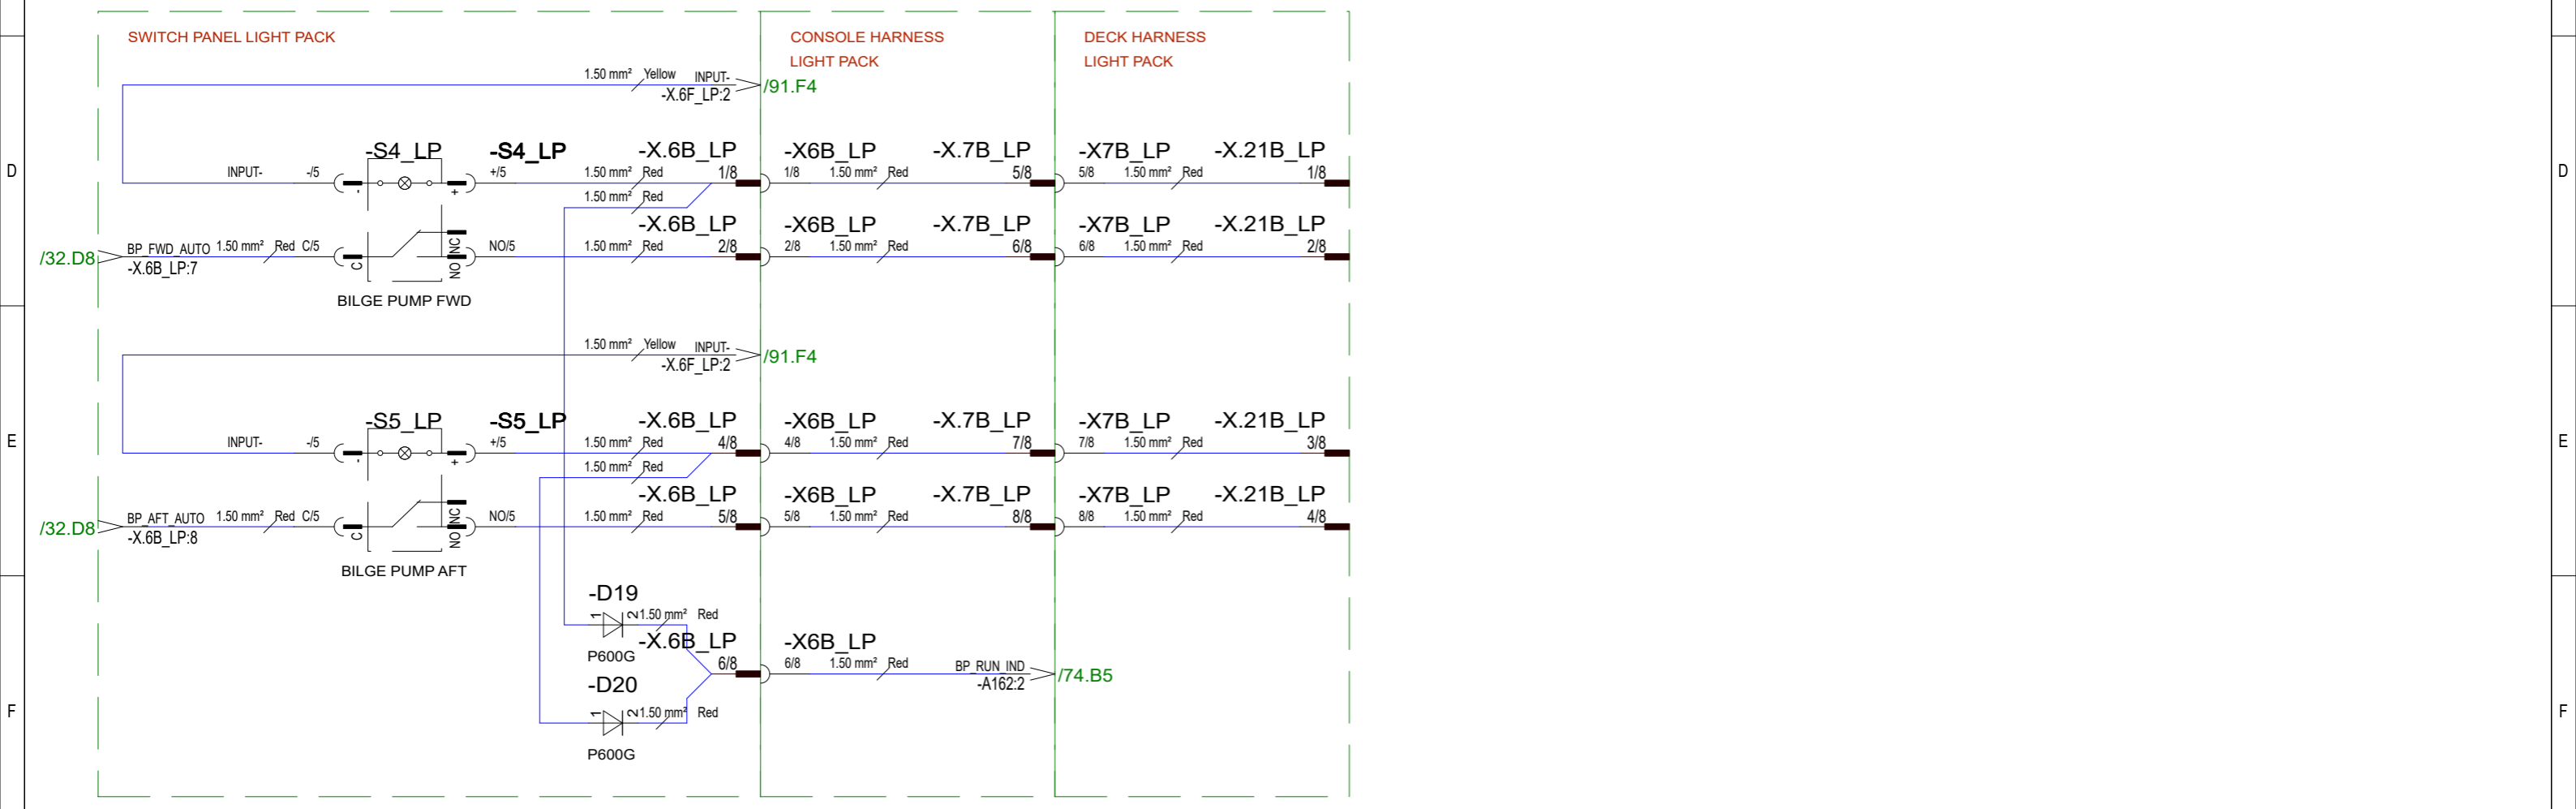 SWITCH PANEL LIGHT PACK
CONSOLE HARNESS
LIGHT PACK
DECK HARNESS
LIGHT PACK
1.50 mm² Yellow INPUT-
-X.6F_LP:2
/91.F4
D
-S4_LP -S4_LP -X.6B_LP -X6B_LP -X.7B_LP -X7B_LP -X.21B_LP
INPUT- -/5 - + +/5 1.50 mm² Red 1/8 1/8 1.50 mm² Red 5/8 5/8 1.50 mm² Red 1/8
D
1.50 mm² Red
-X.6B_LP -X6B_LP -X.7B_LP -X7B_LP -X.21B_LP
/32.D8 BP_FWD_AUTO 1.50 mm² Red C/5 C NO NC NO/5 1.50 mm² Red 2/8 2/8 1.50 mm² Red 6/8 6/8 1.50 mm² Red 2/8
-X.6B_LP:7
BILGE PUMP FWD
1.50 mm² Yellow INPUT-
-X.6F_LP:2
/91.F4
E
-S5_LP -S5_LP -X.6B_LP -X6B_LP -X.7B_LP -X7B_LP -X.21B_LP
INPUT- -/5 - + +/5 1.50 mm² Red 4/8 4/8 1.50 mm² Red 7/8 7/8 1.50 mm² Red 3/8
E
1.50 mm² Red
-X.6B_LP -X6B_LP -X.7B_LP -X7B_LP -X.21B_LP
/32.D8 BP_AFT_AUTO 1.50 mm² Red C/5 C NO NC NO/5 1.50 mm² Red 5/8 5/8 1.50 mm² Red 8/8 8/8 1.50 mm² Red 4/8
-X.6B_LP:8
BILGE PUMP AFT
-D19
1 2 1.50 mm² Red
P600G
-X.6B_LP -X6B_LP
6/8 6/8 1.50 mm² Red BP_RUN_IND
-A162:2
/74.B5
-D20
F
1 2 1.50 mm² Red
F
P600G